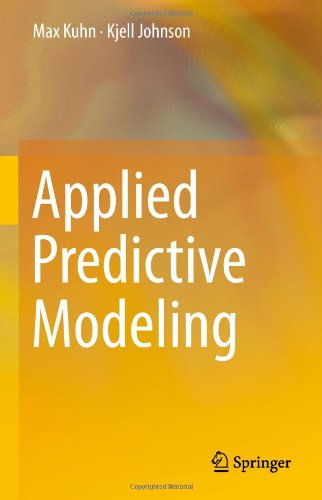 Max Kuhn · Kjell Johnson
Applied
Predictive
Modeling
Springer